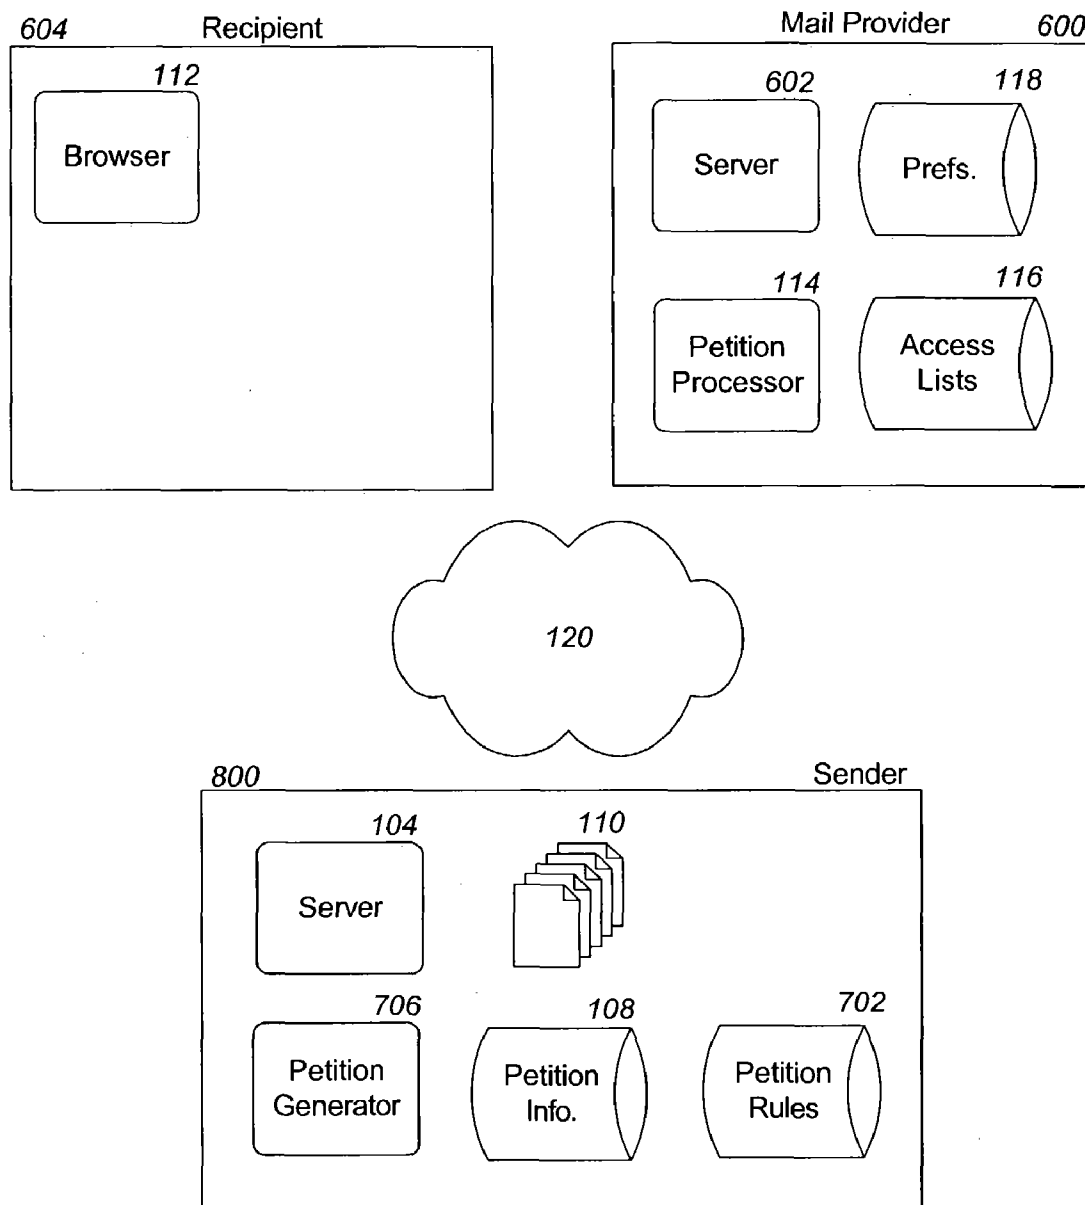 604 Recipient
112
Browser
Mail Provider 600
602 118
Server Prefs.
114 116
Petition Access
Processor Lists
120
800 Sender
104 110
Server
706 108 702
Petition Petition Petition
Generator Info. Rules